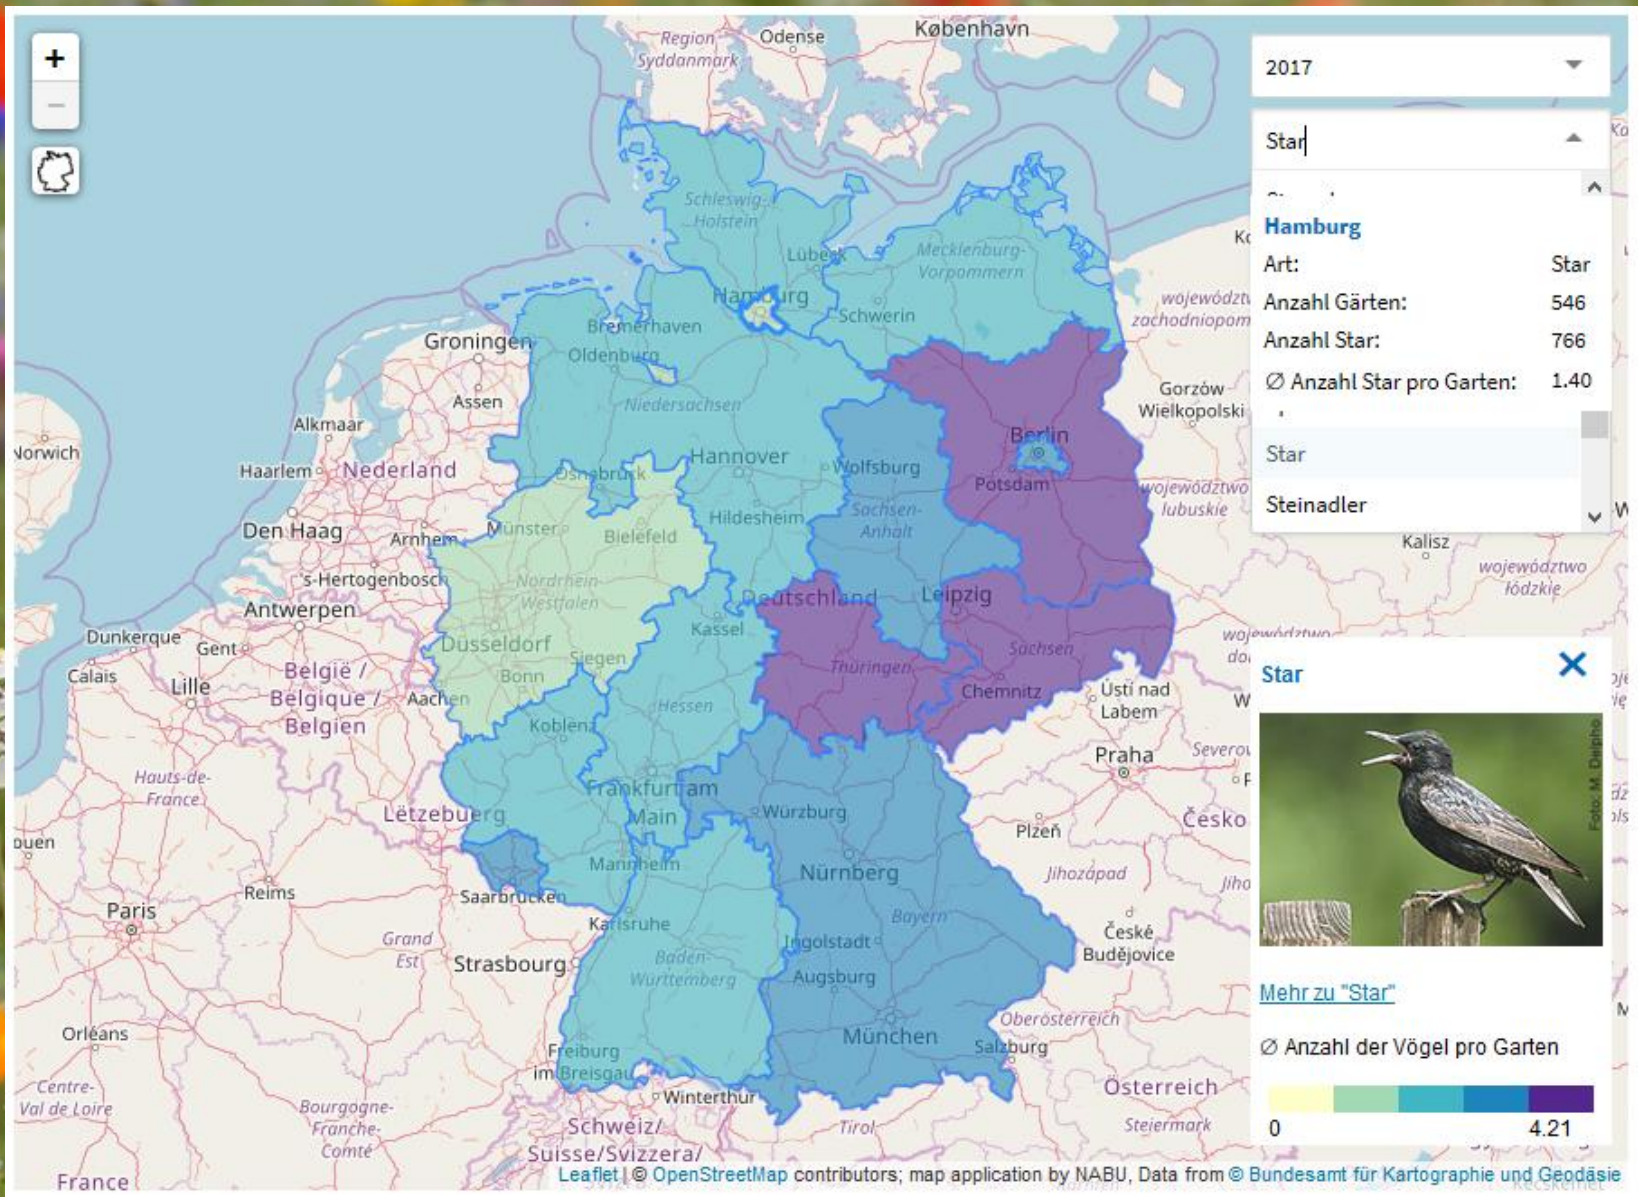 København
Odense
Region
Syddanmark
+
−
2017
Star
Schleswig-
Holstein
Hamburg
Art: Star
Anzahl Gärten: 546
Anzahl Star: 766
∅ Anzahl Star pro Garten: 1.40
Star
Steinadler
Lübeck
Mecklenburg-
Vorpommern
Hamburg
Schwerin
Bremerhaven
Oldenburg
Groningen
Assen
Niedersachsen
województw
zachodniopom
Gorzów
Wielkopolski
Alkmaar
Norwich
Haarlem
Nederland
Berlin
Potsdam
Hannover
Wolfsburg
Osnabrück
województwo
lubuskie
Den Haag
Arnhem
Münster
Bielefeld
Hildesheim
Sachsen-
Anhalt
Kalisz
województwo
łódzkie
's-Hertogenbosch
Nordrhein-
Westfalen
Antwerpen
Deutschland
Leipzig
Kassel
Dunkerque
Gent
Düsseldorf
Siegen
Sachsen
Thüringen
Calais
Lille
België /
Belgique /
Belgien
Aachen
Bonn
Chemnitz
Ústí nad
Labem
Koblenz
Hessen
Praha
Hauts-de-
France
Lëtzebuerg
Frankfurt am
Main
Würzburg
Plzeň
Česko
Mannheim
Nürnberg
Jihozápad
Reims
Saarbrücken
Paris
Karlsruhe
Bayern
Grand
Est
Strasbourg
Ingolstadt
Baden-
Württemberg
Augsburg
České
Budějovice
Orléans
München
Oberösterreich
Salzburg
Freiburg
im Breisgau
Centre-
Val de Loire
Winterthur
Österreich
Bourgogne-
Franche-
Comté
Schweiz/
Suisse/Svizzera/
Tirol
Steiermark
France
Star
Foto: M. Delpho
Mehr zu "Star"
∅ Anzahl der Vögel pro Garten
0 4.21
Leaflet | © OpenStreetMap contributors; map application by NABU, Data from © Bundesamt für Kartographie und Geodäsie